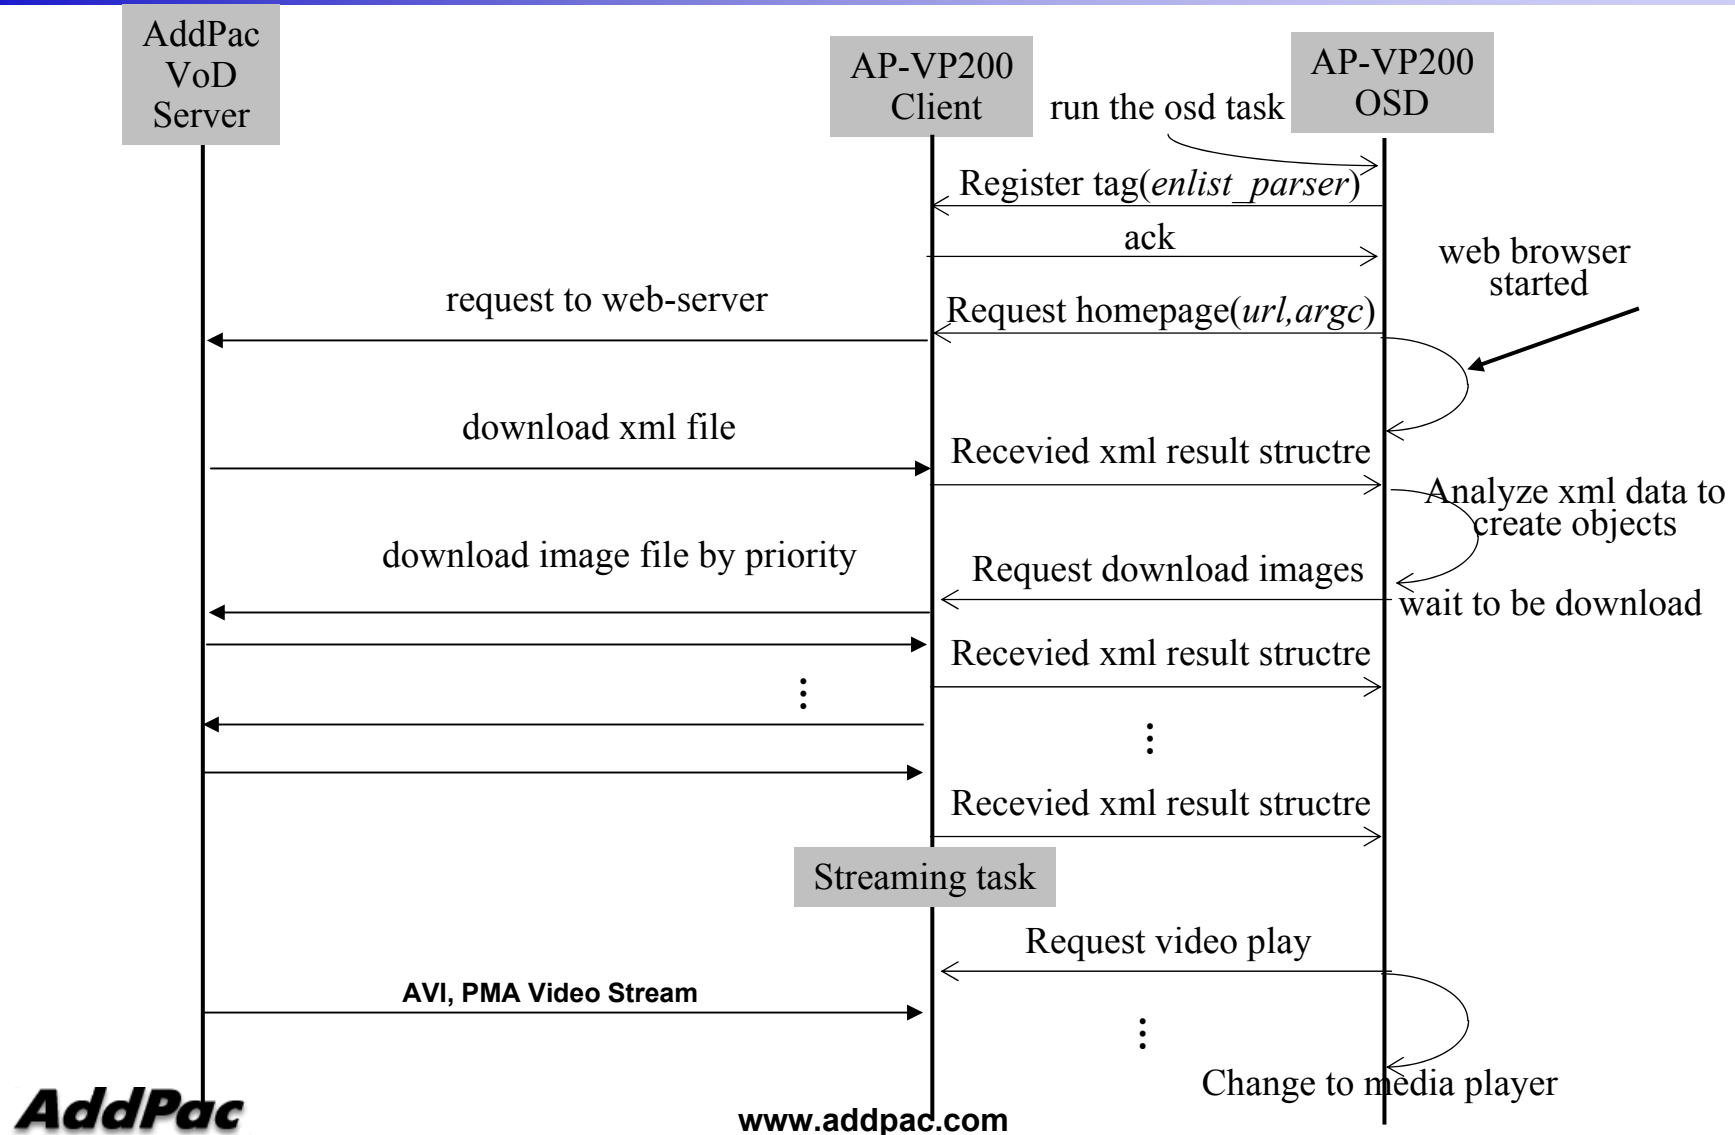 AddPac
VoD
Server
AP-VP200
Client
AP-VP200
OSD
run the osd task
Register tag(enlist_parser)
ack
web browser
started
request to web-server
Request homepage(url,argc)
download xml file
Recevied xml result structre
Analyze xml data to
create objects
download image file by priority
Request download images
wait to be download
Recevied xml result structre
Recevied xml result structre
Streaming task
Request video play
AVI, PMA Video Stream
Change to media player
AddPac
www.addpac.com